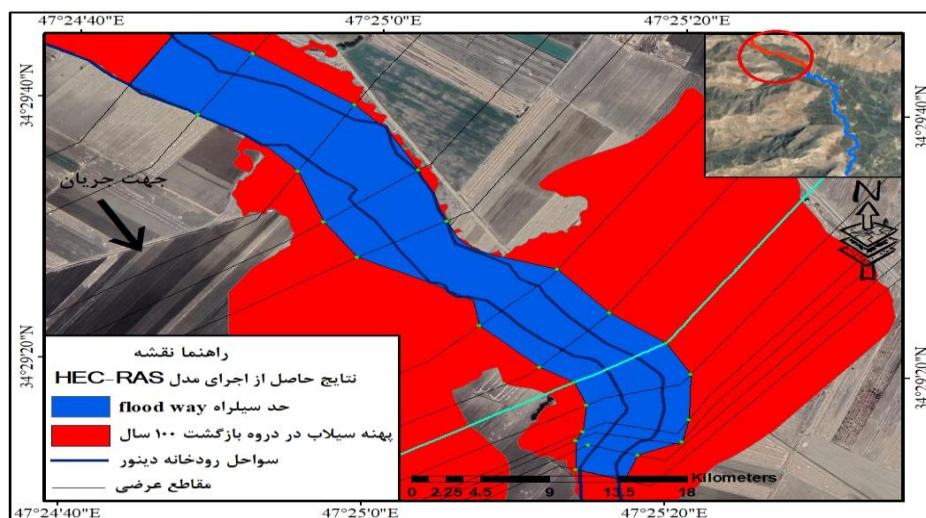 47°24'40"E
47°25'0"E
47°25'20"E
34°29'40"N
34°29'40"N
N
جهت جریان
34°29'20"N
34°29'20"N
راهنما نقشه
نتایج حاصل از اجرای مدل HEC-RAS
حد سیلراه flood way
پهنه سیلاب در دروه بازگشت ۱۰۰ سال
سواحل رودخانه دینور
مقاطع عرضی
Kilometers
0 2.25 4.5 9 13.5 18
47°24'40"E
47°25'0"E
47°25'20"E